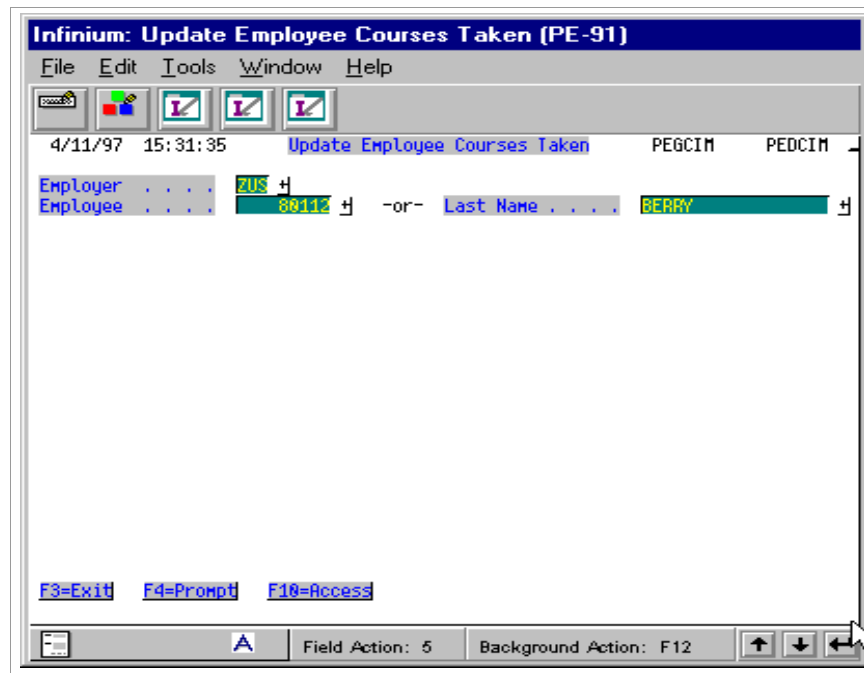 Infinium: Update Employee Courses Taken (PE-91)
File Edit Tools Window Help
4/11/97 15:31:35 Update Employee Courses Taken PEGCIM PEDCIM
Employer . . . . ZUS +
Employee . . . . 80112 + -or- Last Name . . . . BERRY +
F3=Exit F4=Prompt F10=Access
A Field Action: 5 Background Action: F12